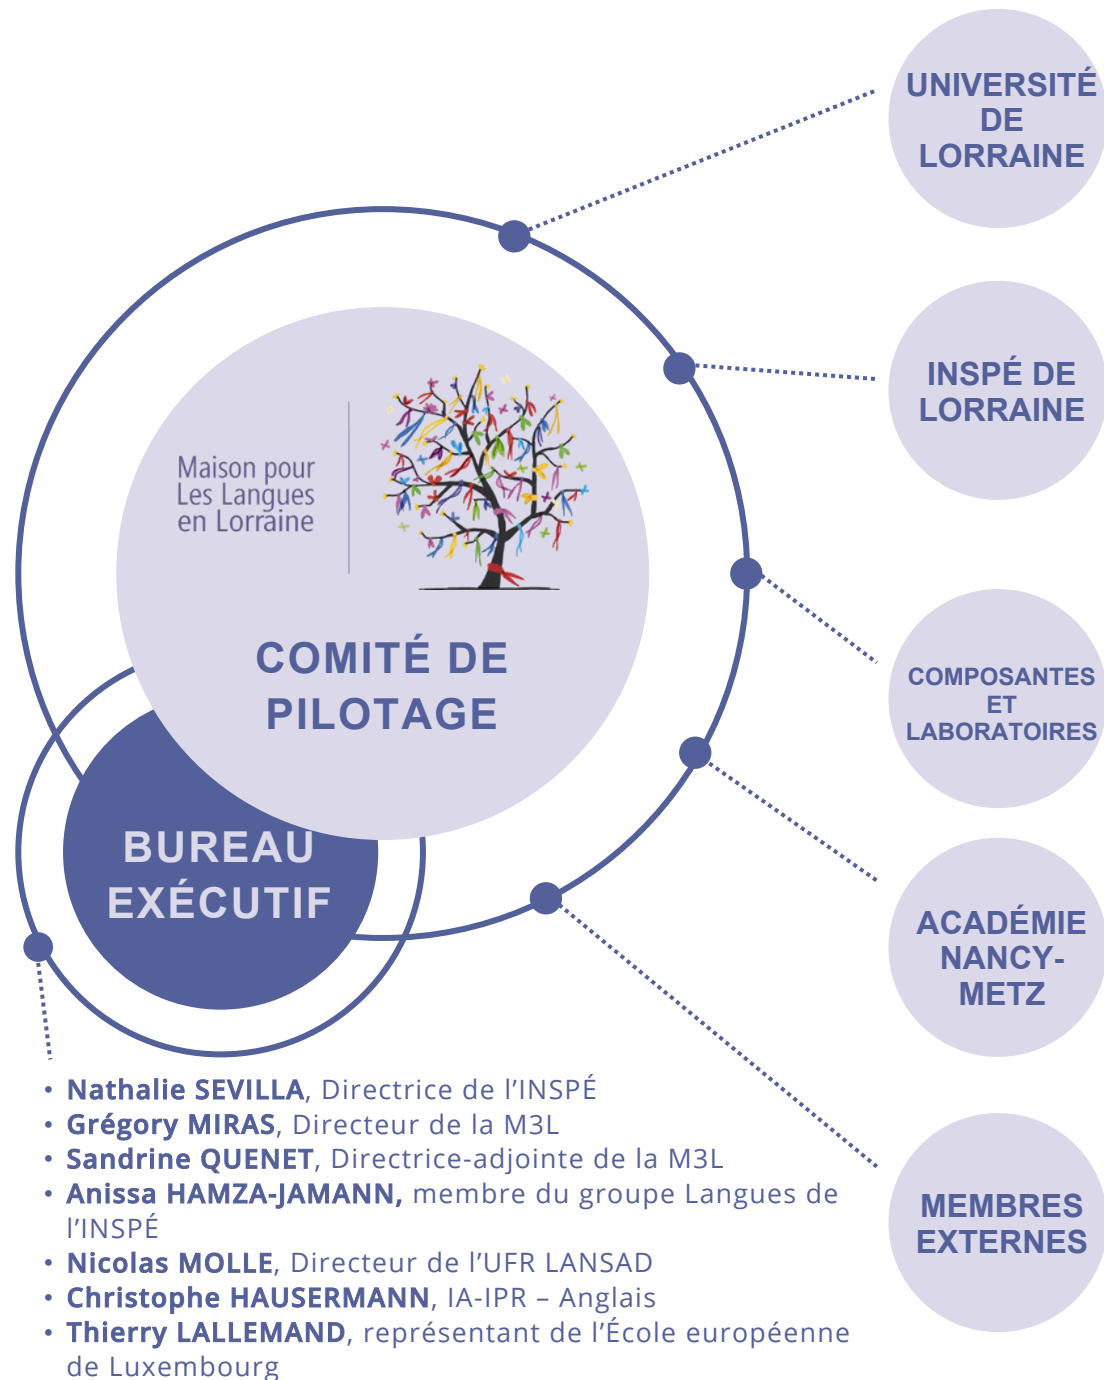 UNIVERSITÉ
DE
LORRAINE
INSPÉ DE
LORRAINE
Maison pour
Les Langues
en Lorraine
COMITÉ DE
PILOTAGE
COMPOSANTES
ET
LABORATOIRES
BUREAU
EXÉCUTIF
ACADÉMIE
NANCY-
METZ
MEMBRES
EXTERNES
• Nathalie SEVILLA, Directrice de l’INSPÉ
• Grégory MIRAS, Directeur de la M3L
• Sandrine QUENET, Directrice-adjointe de la M3L
• Anissa HAMZA-JAMANN, membre du groupe Langues de
l’INSPÉ
• Nicolas MOLLE, Directeur de l’UFR LANSAD
• Christophe HAUSERMANN, IA-IPR – Anglais
• Thierry LALLEMAND, représentant de l’École européenne
de Luxembourg